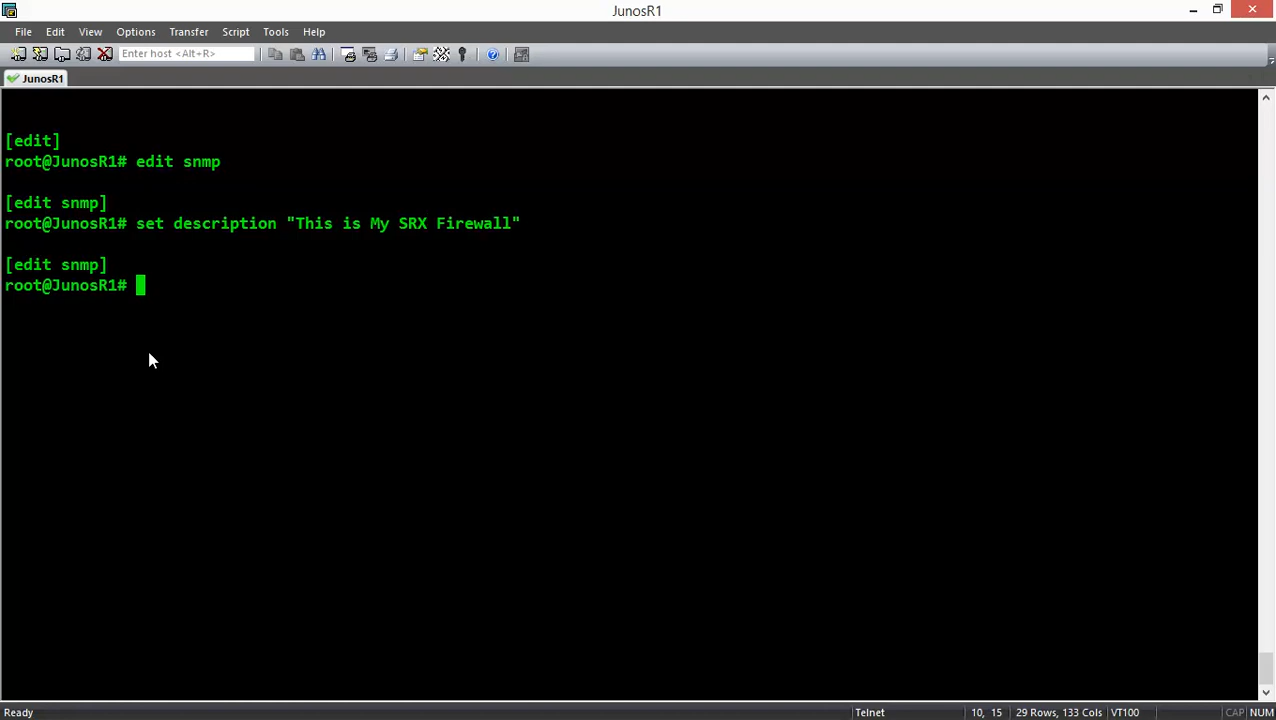 JunosR1
File Edit View Options Transfer Script Tools Help
Enter host <Alt+R>
JunosR1
[edit]
root@JunosR1# edit snmp
[edit snmp]
root@JunosR1# set description "This is My SRX Firewall"
[edit snmp]
root@JunosR1#
Ready Telnet 10, 15 29 Rows, 133 Cols VT100 CAP NUM